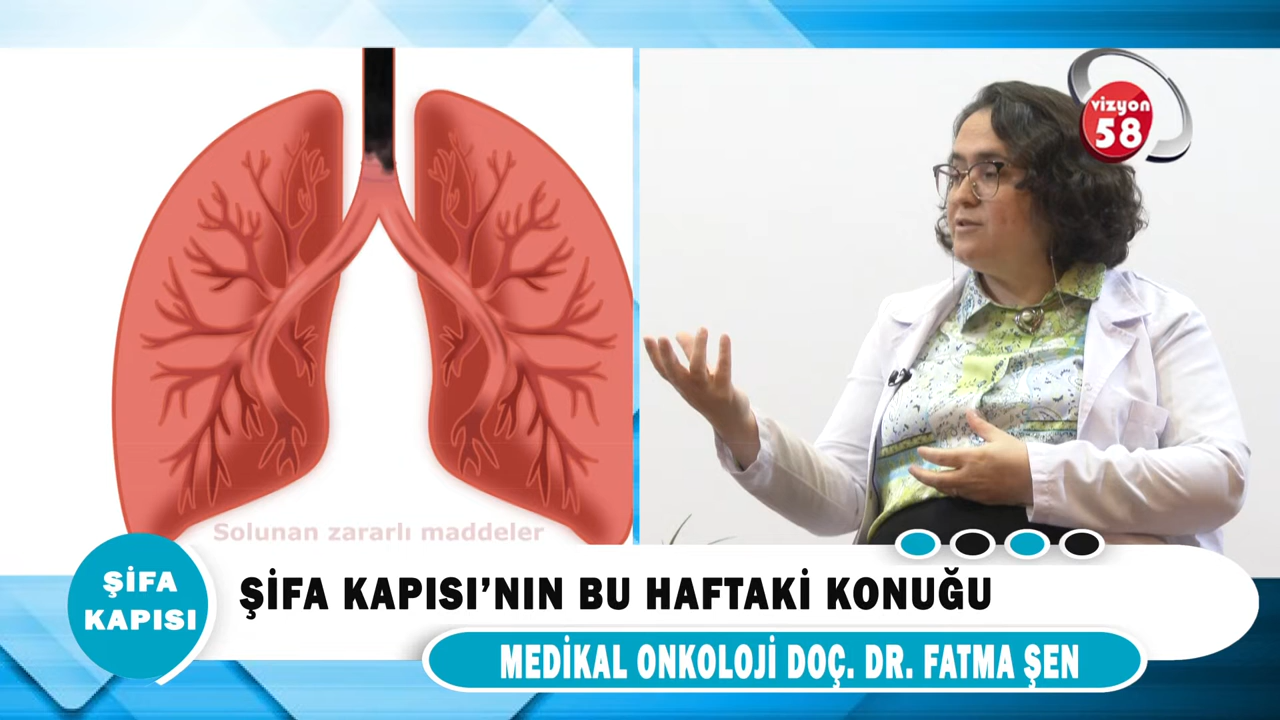 vizyon
58
Solunan zararlı maddeler
ŞİFA
KAPISI
ŞİFA KAPISI’NIN BU HAFTAKİ KONUĞU
MEDİKAL ONKOLOJİ DOÇ. DR. FATMA ŞEN